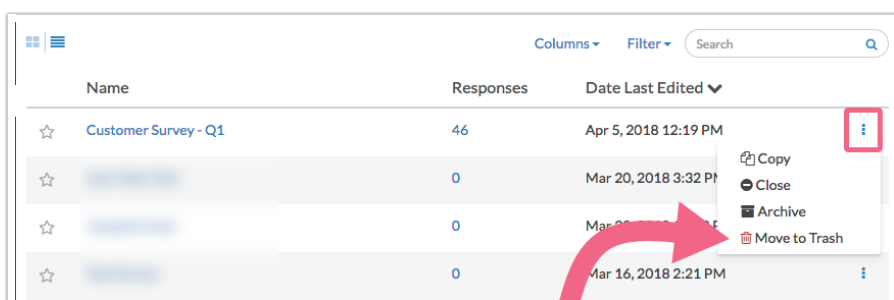 Columns Filter Search
Name Responses Date Last Edited
Customer Survey - Q1 46 Apr 5, 2018 12:19 PM
Copy
0 Mar 20, 2018 3:32
Close
Archive
0 Mar
Move to Trash
0 Mar 16, 2018 2:21 PM